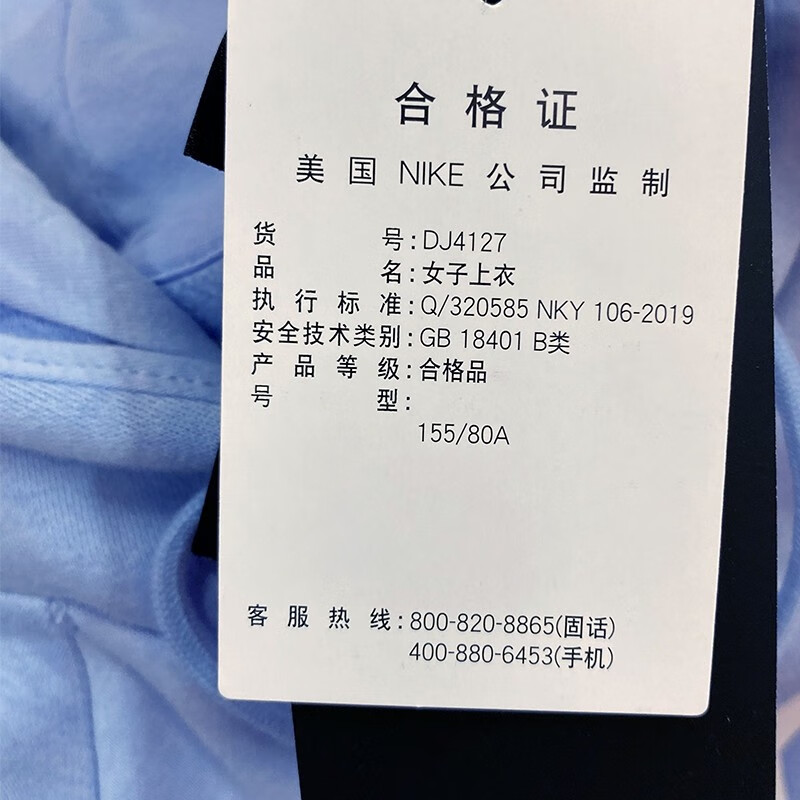 合格证
美国 NIKE 公司监制
货号:DJ4127
品名:女子上衣
执行标准:Q/320585 NKY 106-2019
安全技术类别:GB 18401 B类
产品等级:合格品
号型:
155/80A
客服热线:800-820-8865(固话)
400-880-6453(手机)